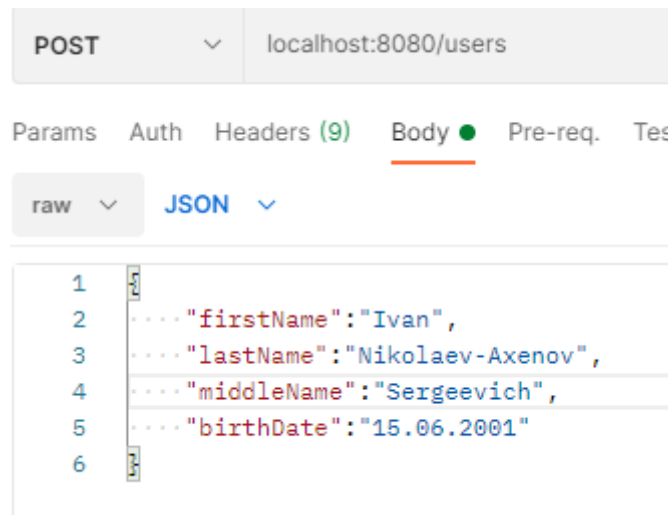 POST localhost:8080/users
Params Auth Headers (9) Body Pre-req. Tes
raw JSON
1 {
2 "firstName":"Ivan",
3 "lastName":"Nikolaev-Axenov",
4 "middleName":"Sergeevich",
5 "birthDate":"15.06.2001"
6 }